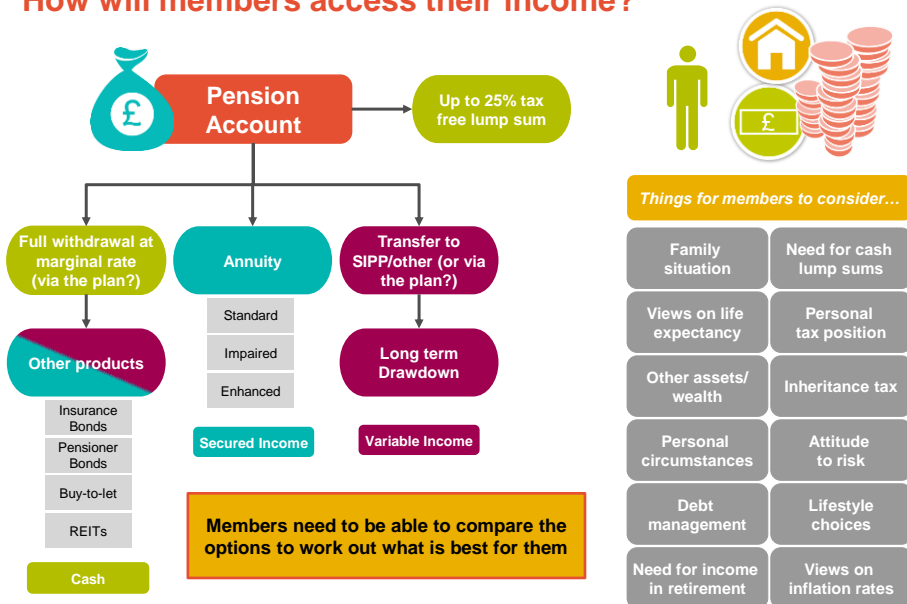 How will members access their income?
Pension
Account
£
Up to 25% tax
free lump sum
Full withdrawal at
marginal rate
(via the plan?)
Annuity
Transfer to
SIPP/other (or via
the plan?)
Other products
Standard
Impaired
Enhanced
Long term
Drawdown
Insurance
Bonds
Pensioner
Bonds
Buy-to-let
REITs
Secured Income
Variable Income
Cash
Members need to be able to compare the
options to work out what is best for them
£
Things for members to consider…
Family
situation
Need for cash
lump sums
Views on life
expectancy
Personal
tax position
Other assets/
wealth
Inheritance tax
Personal
circumstances
Attitude
to risk
Debt
management
Lifestyle
choices
Need for income
in retirement
Views on
inflation rates